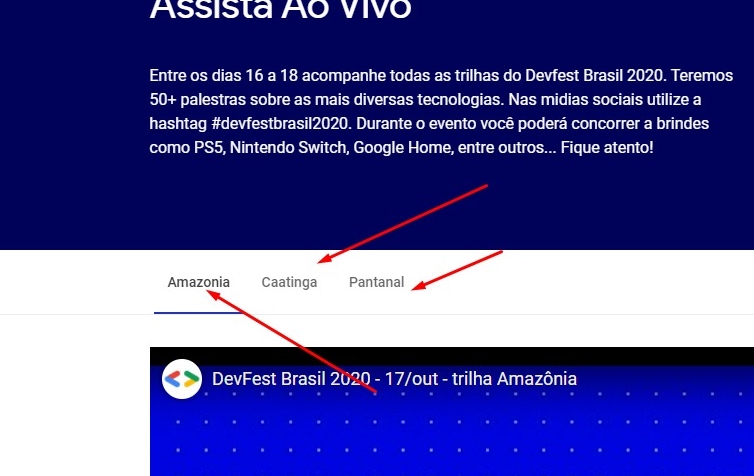 Assista Ao Vivo
Entre os dias 16 a 18 acompanhe todas as trilhas do Devfest Brasil 2020. Teremos
50+ palestras sobre as mais diversas tecnologias. Nas midias sociais utilize a
hashtag #devfestbrasil2020. Durante o evento você poderá concorrer a brindes
como PS5, Nintendo Switch, Google Home, entre outros... Fique atento!
Amazonia Caatinga Pantanal
DevFest Brasil 2020 - 17/out - trilha Amazônia